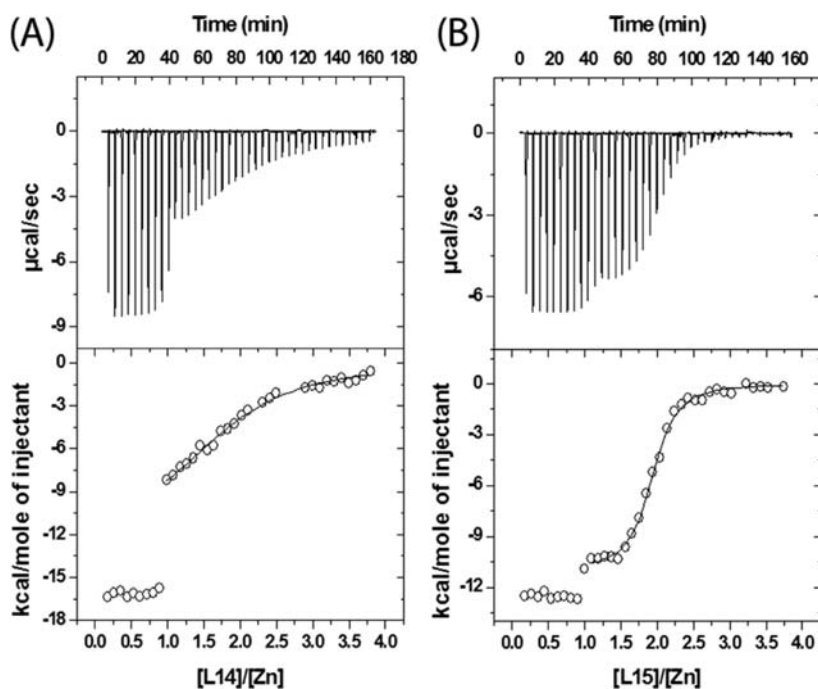 (A)
Time (min)
0 20 40 60 80 100 120 140 160 180
0
-3
-6
-9
µcal/sec
0
-3
-6
-9
-12
-15
-18
kcal/mole of injectant
0.0 0.5 1.0 1.5 2.0 2.5 3.0 3.5 4.0
[L14]/[Zn]
(B)
Time (min)
0 20 40 60 80 100 120 140 160
0
-3
-6
µcal/sec
0
-3
-6
-9
-12
kcal/mole of injectant
0.0 0.5 1.0 1.5 2.0 2.5 3.0 3.5 4.0
[L15]/[Zn]